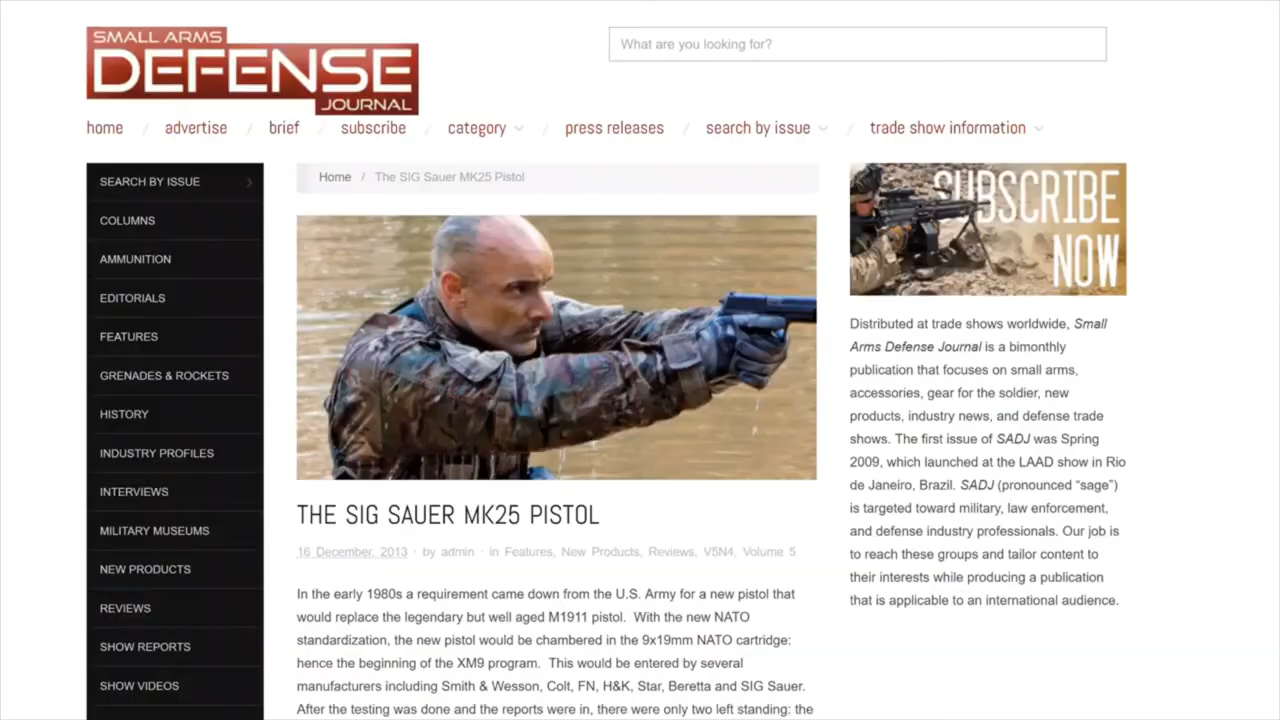 SMALL ARMS
DEFENSE
JOURNAL
What are you looking for?
home / advertise / brief / subscribe / category / press releases / search by issue / trade show information
SEARCH BY ISSUE
COLUMNS
AMMUNITION
EDITORIALS
FEATURES
GRENADES & ROCKETS
HISTORY
INDUSTRY PROFILES
INTERVIEWS
MILITARY MUSEUMS
NEW PRODUCTS
REVIEWS
SHOW REPORTS
SHOW VIDEOS
Home / The SIG Sauer MK25 Pistol
THE SIG SAUER MK25 PISTOL
16 December, 2013 · by admin · in Features, New Products, Reviews, V5N4, Volume 5
In the early 1980s a requirement came down from the U.S. Army for a new pistol that
would replace the legendary but well aged M1911 pistol. With the new NATO
standardization, the new pistol would be chambered in the 9x19mm NATO cartridge:
hence the beginning of the XM9 program. This would be entered by several
manufacturers including Smith & Wesson, Colt, FN, H&K, Star, Beretta and SIG Sauer.
After the testing was done and the reports were in, there were only two left standing: the
SUBSCRIBE
NOW
Distributed at trade shows worldwide, Small
Arms Defense Journal is a bimonthly
publication that focuses on small arms,
accessories, gear for the soldier, new
products, industry news, and defense trade
shows. The first issue of SADJ was Spring
2009, which launched at the LAAD show in Rio
de Janeiro, Brazil. SADJ (pronounced “sage”)
is targeted toward military, law enforcement,
and defense industry professionals. Our job is
to reach these groups and tailor content to
their interests while producing a publication
that is applicable to an international audience.